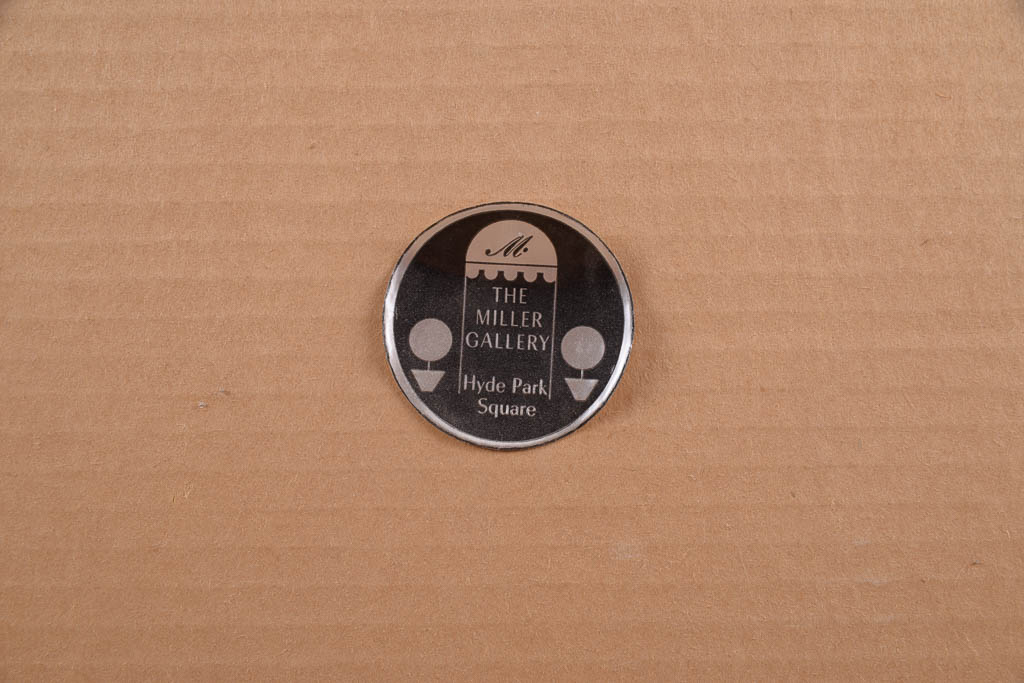 M.
THE
MILLER
GALLERY
Hyde Park
Square